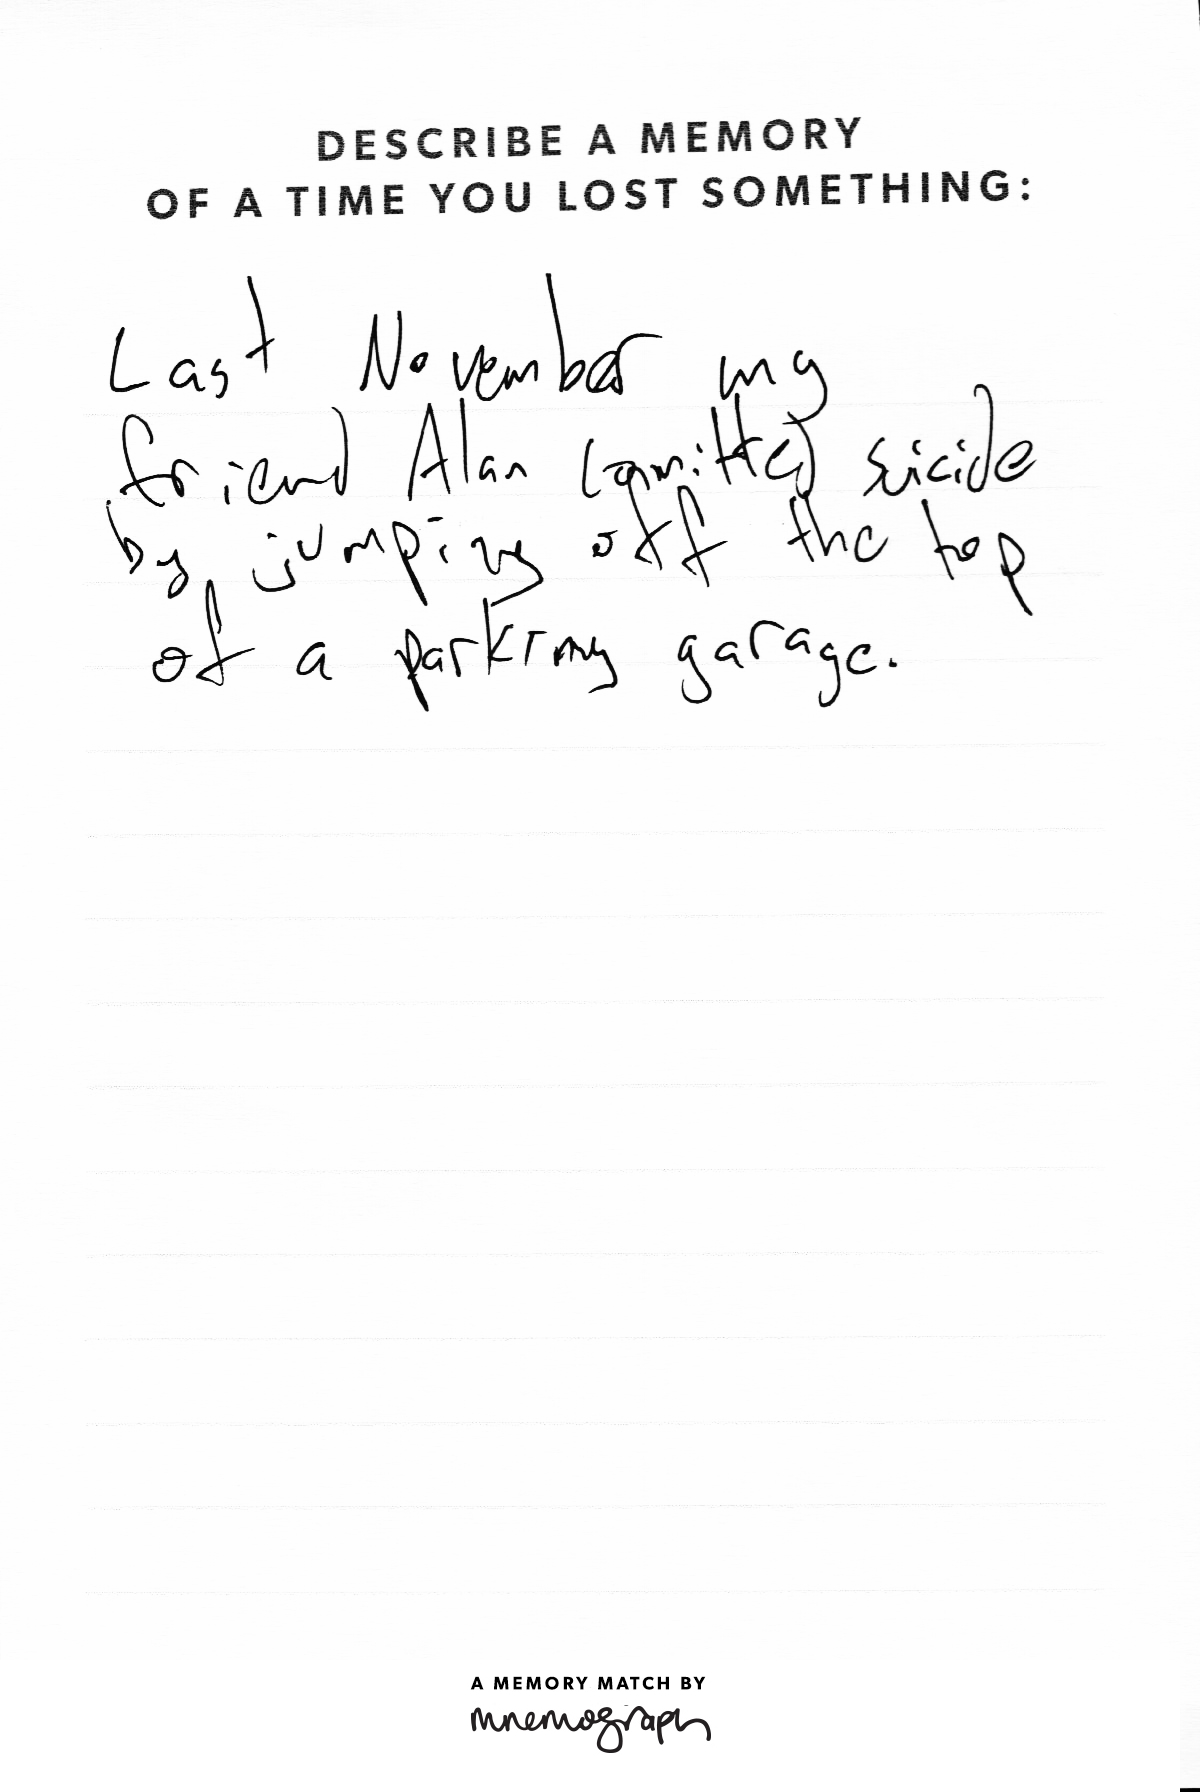 DESCRIBE A MEMORY
OF A TIME YOU LOST SOMETHING:
Last November my
friend Alan committed suicide
by jumping off the top
of a parking garage.
A MEMORY MATCH BY
mnemograph